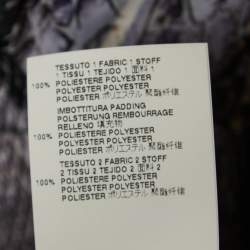 TESSUTO 1 FABRIC 1 STOFF
1 TISSU 1 TEJIDO 1 面料 1
100% POLIESTERE POLYESTER
POLYESTER POLYESTER
POLIESTER ポリエステル 聚酯纤维
IMBOTTITURA PADDING
POLSTERUNG REMBOURRAGE
RELLENO 填充物
100% POLIESTERE POLYESTER
POLYESTER POLYESTER
POLIESTER ポリエステル 聚酯纤维
TESSUTO 2 FABRIC 2 STOFF
2 TISSU 2 TEJIDO 2 面料 2
100% POLIESTERE POLYESTER
POLYESTER POLYESTER
POLIESTER ポリエステル 聚酯纤维